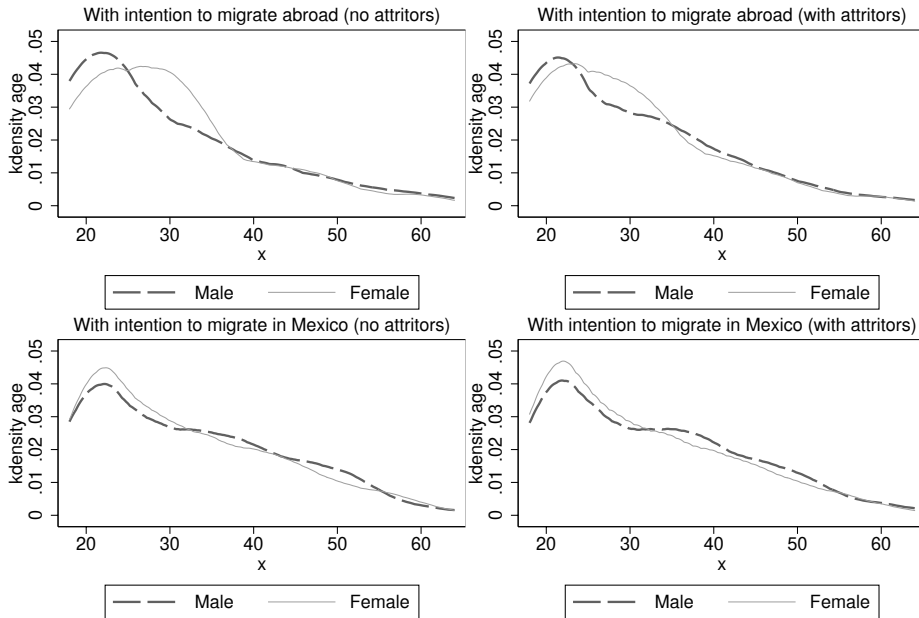 With intention to migrate abroad (no attritors)
kdensity age
0 .01 .02 .03 .04 .05
20 30 40 50 60
x
Male Female
With intention to migrate abroad (with attritors)
kdensity age
0 .01 .02 .03 .04 .05
20 30 40 50 60
x
Male Female
With intention to migrate in Mexico (no attritors)
kdensity age
0 .01 .02 .03 .04 .05
20 30 40 50 60
x
Male Female
With intention to migrate in Mexico (with attritors)
kdensity age
0 .01 .02 .03 .04 .05
20 30 40 50 60
x
Male Female